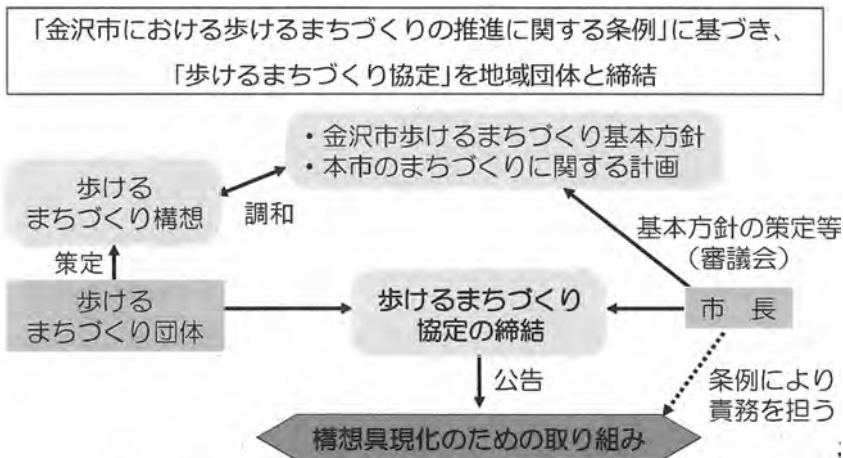 「金沢市における歩けるまちづくりの推進に関する条例」に基づき、
「歩けるまちづくり協定」を地域団体と締結
・金沢市歩けるまちづくり基本方針
・本市のまちづくりに関する計画
歩ける
まちづくり構想
調和
基本方針の策定等
（審議会）
策定
歩ける
まちづくり団体
歩けるまちづくり
協定の締結
市　長
公告
条例により
責務を担う
構想具現化のための取り組み